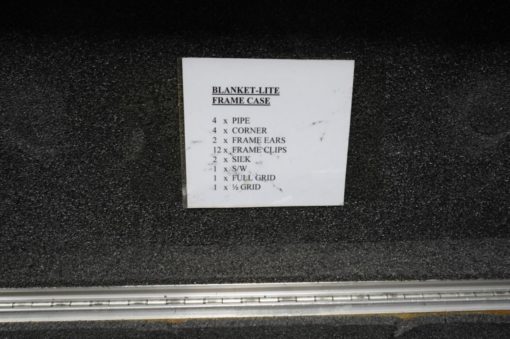 BLANKET-LITE
FRAME CASE
4 x PIPE
4 x CORNER
2 x FRAME EARS
12 x FRAME CLIPS
2 x SILK
1 x S/W
1 x FULL GRID
1 x ½ GRID